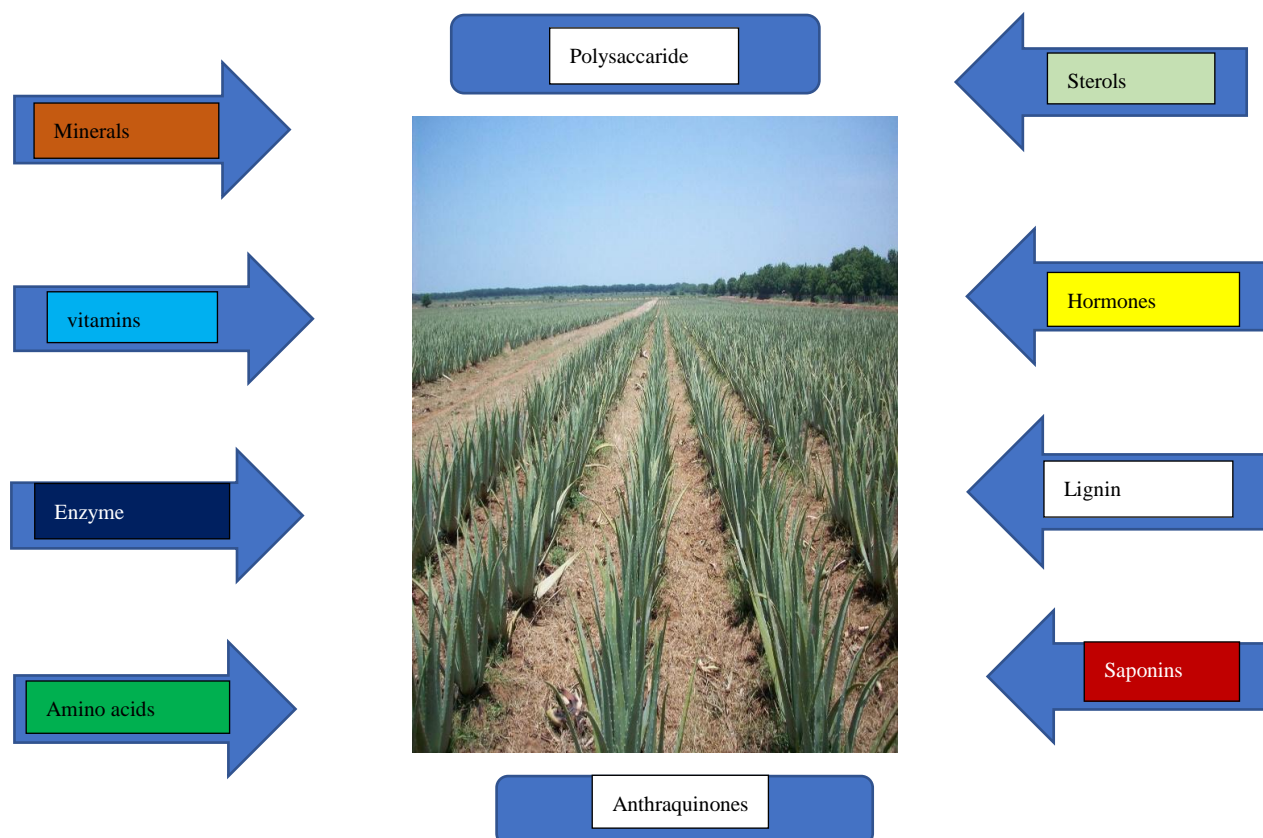 Polysaccaride
Minerals
Sterols
vitamins
Hormones
Enzyme
Lignin
Amino acids
Saponins
Anthraquinones